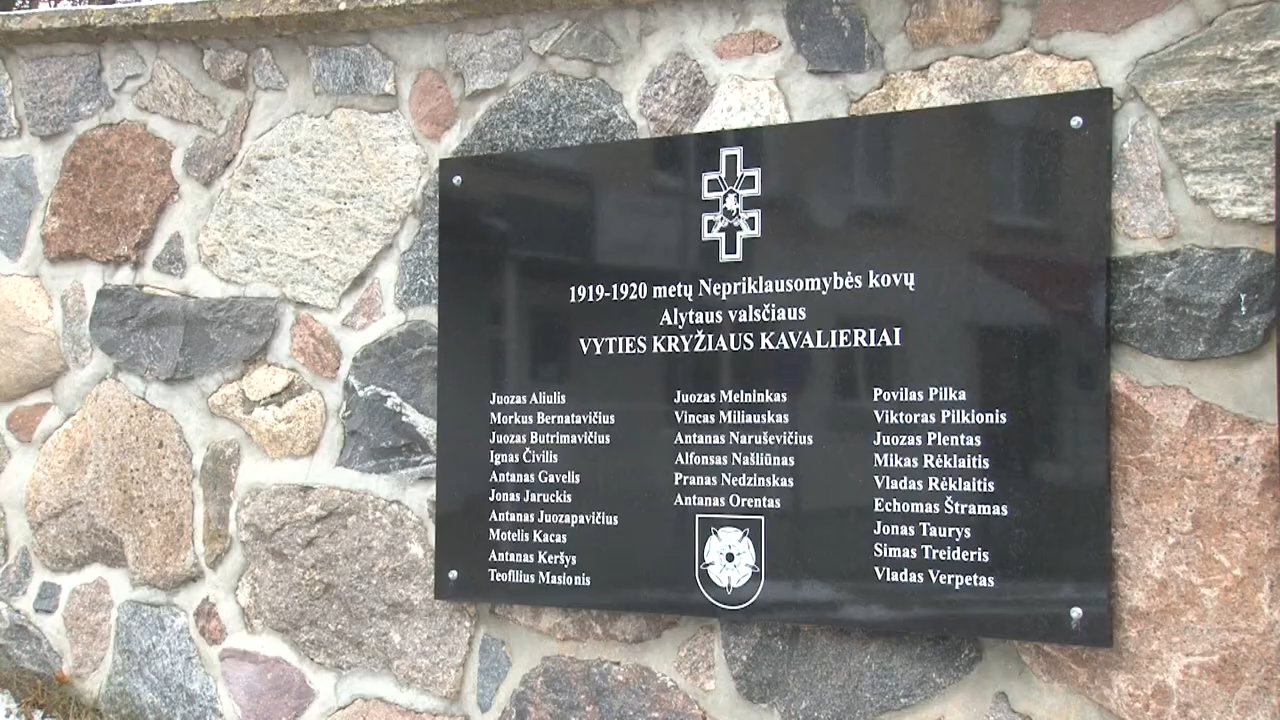 1919-1920 metų Nepriklausomybės kovų
Alytaus valsčiaus
VYTIES KRYŽIAUS KAVALIERIAI
Juozas Aliulis
Morkus Bernatavičius
Juozas Butrimavičius
Ignas Čivilis
Antanas Gavelis
Jonas Jaruckis
Antanas Juozapavičius
Motelis Kacas
Antanas Keršys
Teofilius Masionis
Juozas Melninkas
Vincas Miliauskas
Antanas Naruševičius
Alfonsas Našliūnas
Pranas Nedzinskas
Antanas Orentas
Povilas Pilka
Viktoras Pilkionis
Juozas Plentas
Mikas Rėklaitis
Vladas Rėklaitis
Echomas Štramas
Jonas Taurys
Simas Treideris
Vladas Verpetas